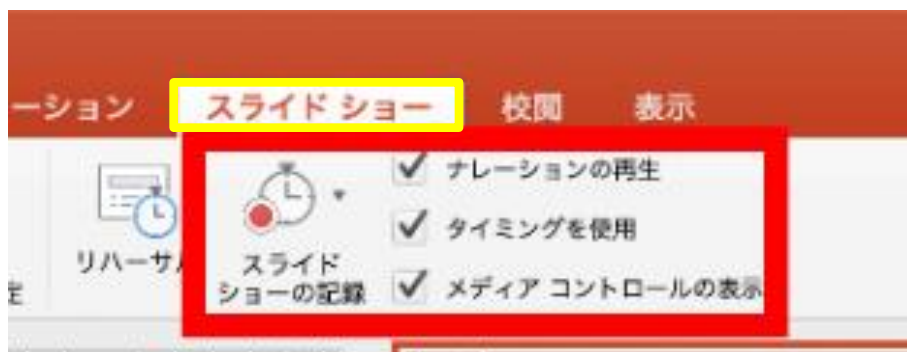 ーション スライド ショー 校閲 表示
ナレーションの再生
タイミングを使用
リハーサル
スライド
ショーの記録
メディア コントロールの表示
定